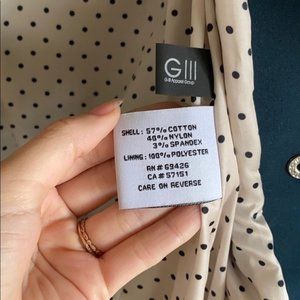 G III
G-III Apparel Group
SHELL: 57% COTTON
40% NYLON
3% SPANDEX
LINING: 100% POLYESTER
RN# 69426
CA# 57151
CARE ON REVERSE